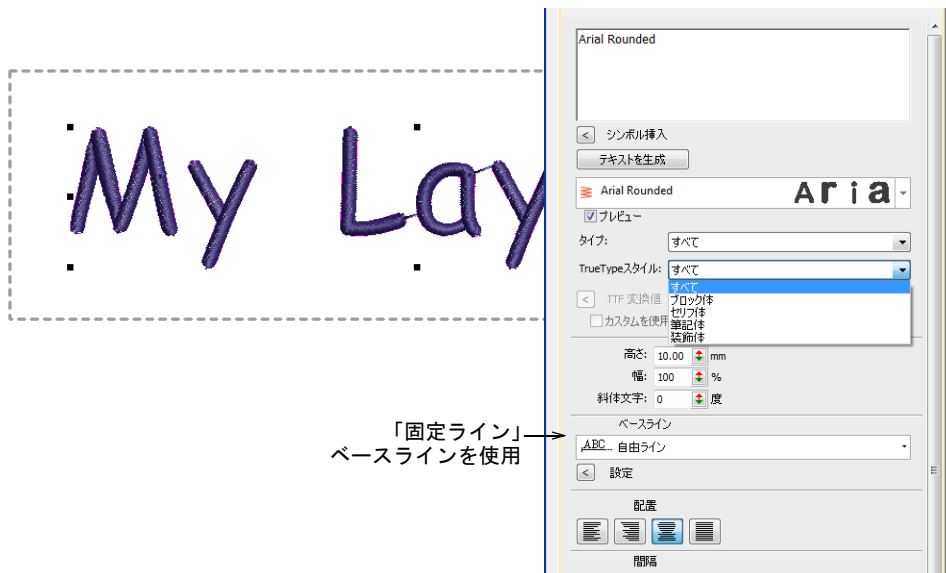 My Lay
Arial Rounded
< シンボル挿入
テキストを生成
Arial Rounded Aria
プレビュー
タイプ: すべて
TrueTypeスタイル: すべて
すべて
ブロック体
セリフ体
筆記体
装飾体
< TTF 変換値
カスタムを使用
高さ: 10.00 mm
幅: 100 %
斜体文字: 0 度
「固定ライン」
ベースラインを使用
ベースライン
ABC... 自由ライン
< 設定
配置
間隔